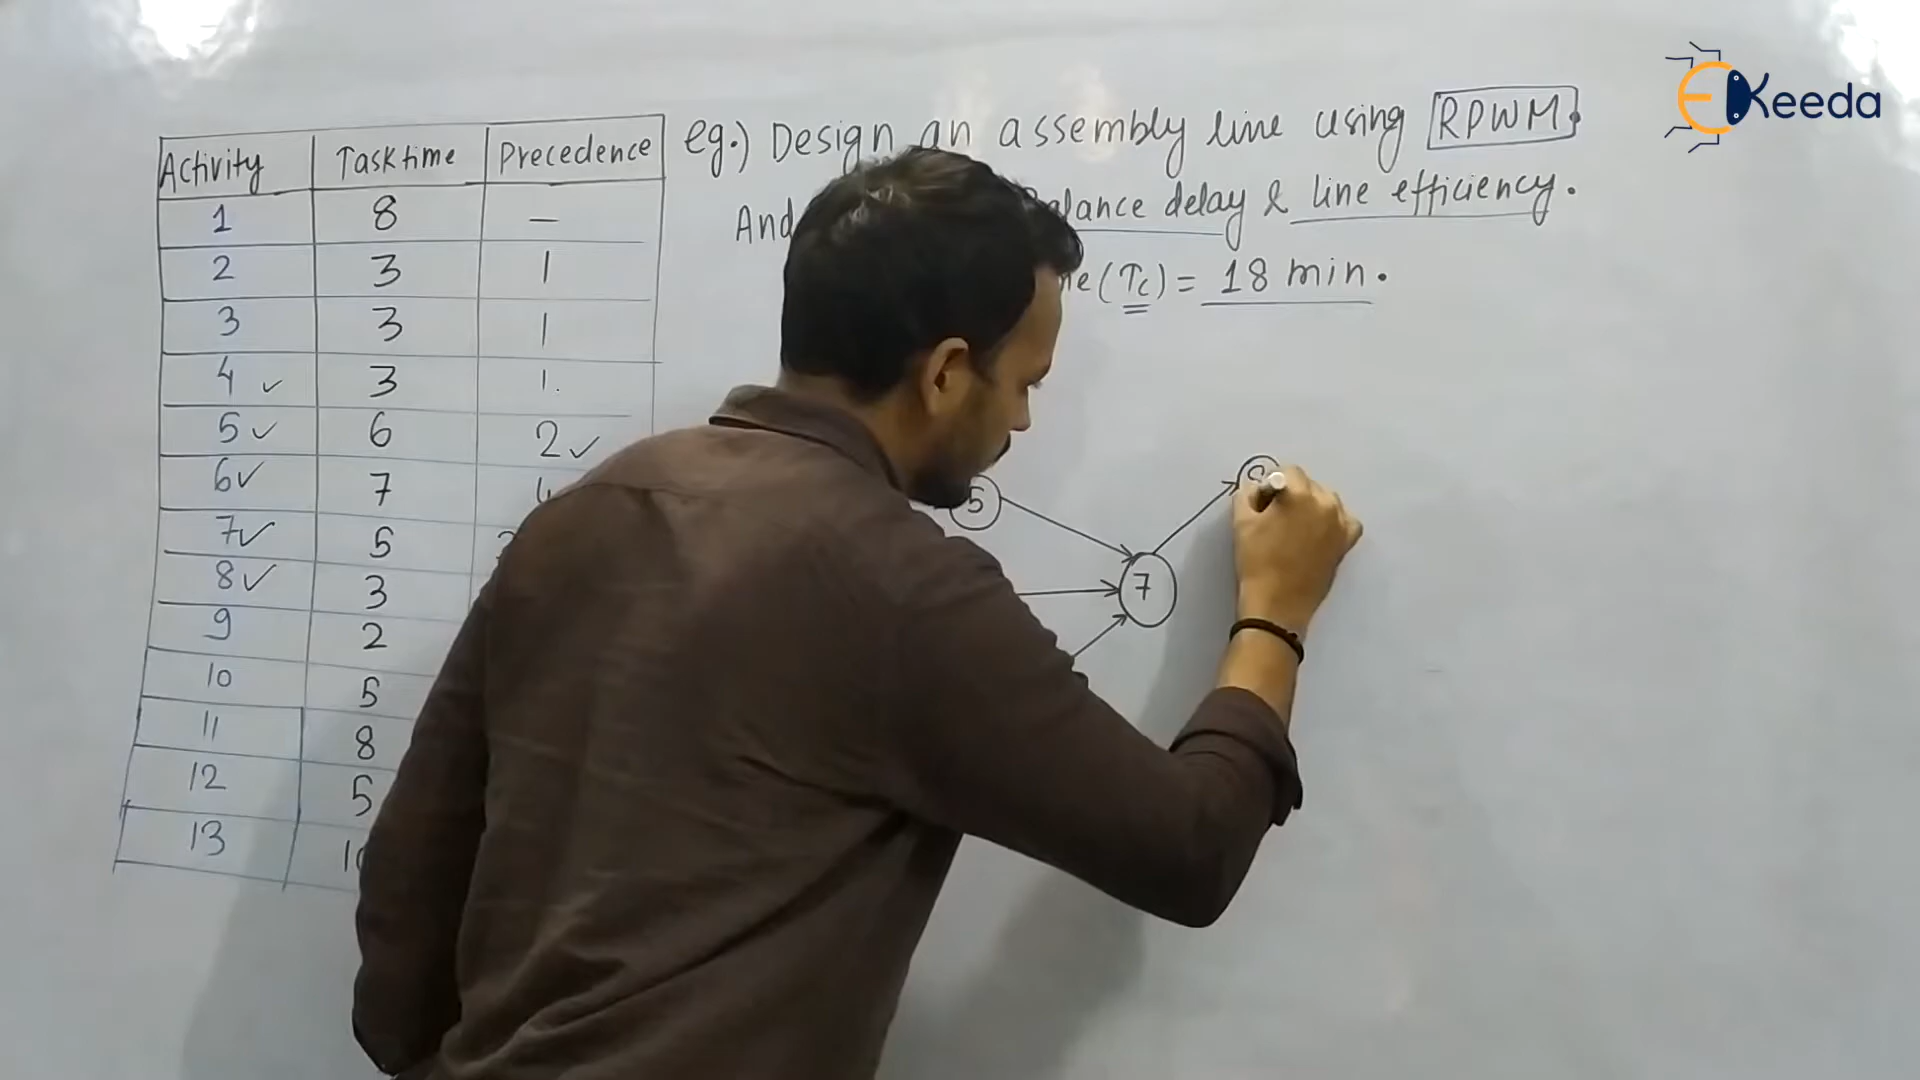 EKeeda
eg.) Design an assembly line using RPWM.
And balance delay & line efficiency.
(Tc) = 18 min.
Activity Task time Precedence
1 8 —
2 3 1
3 3 1
4 ✓ 3 1.
5 ✓ 6 2 ✓
6 ✓ 7
7 ✓ 5
8 ✓ 3
9 2
10 5
11 8
12 5
13
5
7